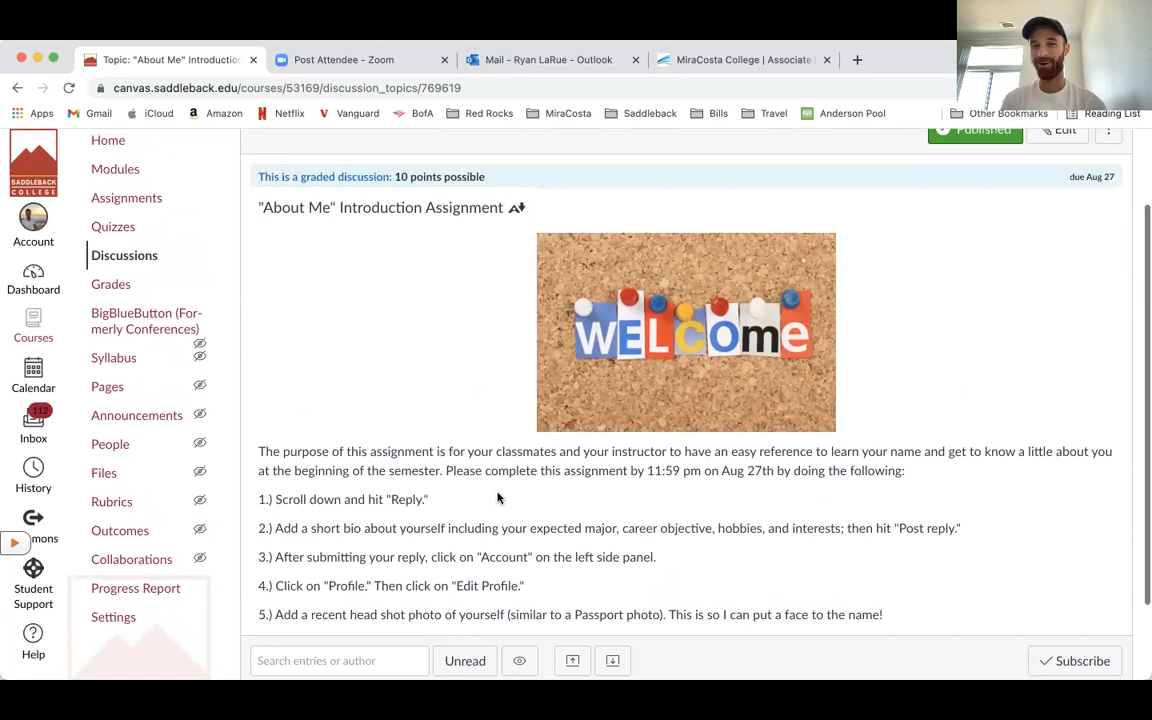 Topic: "About Me" Introduction
Post Attendee - Zoom
Mail - Ryan LaRue - Outlook
MiraCosta College | Associate
canvas.saddleback.edu/courses/53169/discussion_topics/769619
Apps
Gmail
iCloud
Amazon
Netflix
Vanguard
BofA
Red Rocks
MiraCosta
Saddleback
Bills
Travel
Anderson Pool
Other Bookmarks
Reading List
SADDLEBACK
COLLEGE
Account
Dashboard
Courses
Calendar
112
Inbox
History
mons
Student
Support
Help
Home
Modules
Assignments
Quizzes
Discussions
Grades
BigBlueButton (For-
merly Conferences)
Syllabus
Pages
Announcements
People
Files
Rubrics
Outcomes
Collaborations
Progress Report
Settings
Published
Edit
This is a graded discussion: 10 points possible
due Aug 27
"About Me" Introduction Assignment
WELCOme
The purpose of this assignment is for your classmates and your instructor to have an easy reference to learn your name and get to know a little about you
at the beginning of the semester. Please complete this assignment by 11:59 pm on Aug 27th by doing the following:
1.) Scroll down and hit "Reply."
2.) Add a short bio about yourself including your expected major, career objective, hobbies, and interests; then hit "Post reply."
3.) After submitting your reply, click on "Account" on the left side panel.
4.) Click on "Profile." Then click on "Edit Profile."
5.) Add a recent head shot photo of yourself (similar to a Passport photo). This is so I can put a face to the name!
Search entries or author
Unread
Subscribe